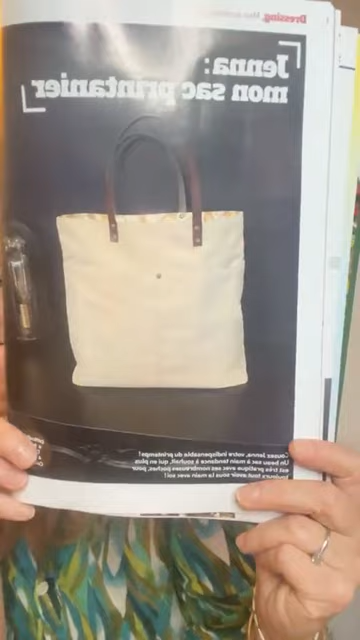 Dressing.
Jenna:
mon sac printanier
Cousez Jenna, votre indispensable du printemps!
Un beau sac à main tendance à souhait, qui en plus
est très pratique avec ses nombreuses poches, pour
toujours tout avoir sous la main avec soi!